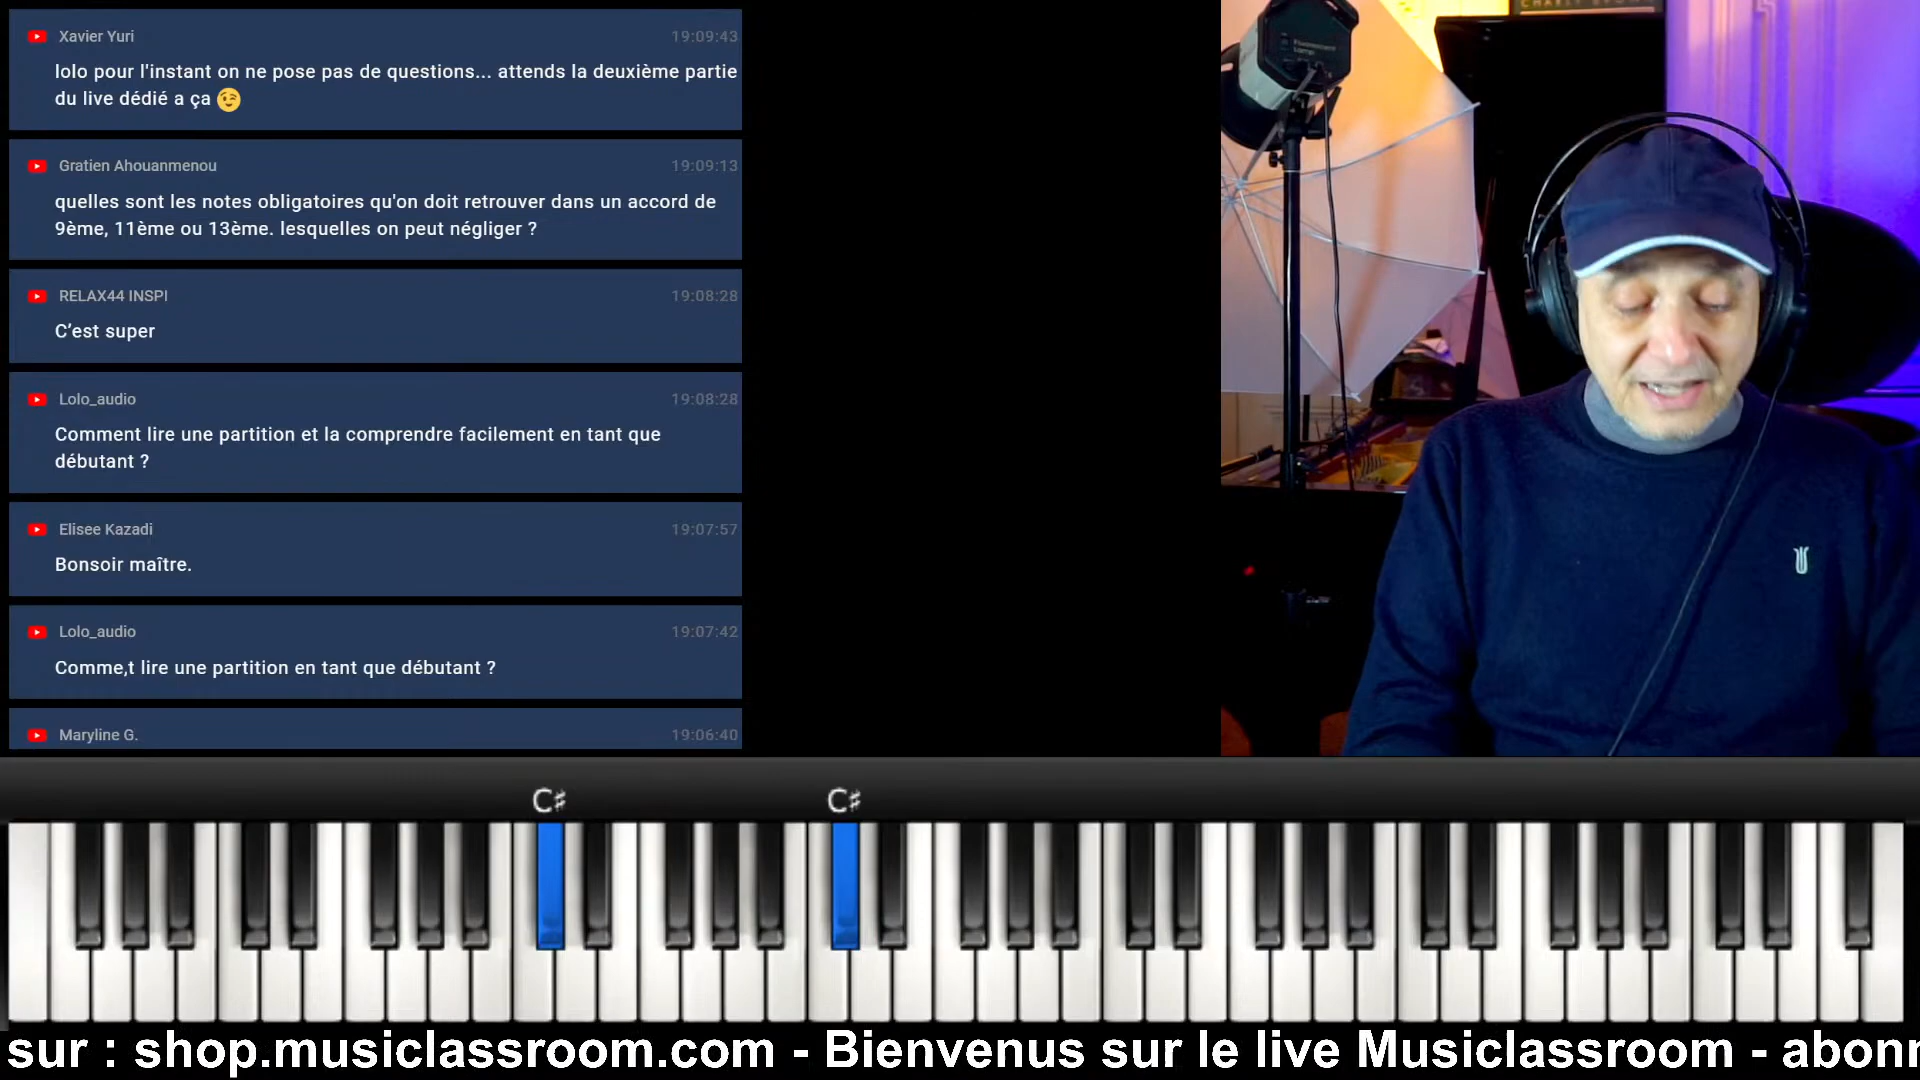 Xavier Yuri 19:09:43
lolo pour l'instant on ne pose pas de questions... attends la deuxième partie
du live dédié a ça 😉
Gratien Ahouanmenou 19:09:13
quelles sont les notes obligatoires qu'on doit retrouver dans un accord de
9ème, 11ème ou 13ème. lesquelles on peut négliger ?
RELAX44 INSPI 19:08:28
C’est super
Lolo_audio 19:08:28
Comment lire une partition et la comprendre facilement en tant que
débutant ?
Elisee Kazadi 19:07:57
Bonsoir maître.
Lolo_audio 19:07:42
Comme,t lire une partition en tant que débutant ?
Maryline G. 19:06:40
C♯ C♯
sur : shop.musiclassroom.com - Bienvenus sur le live Musiclassroom - abonn